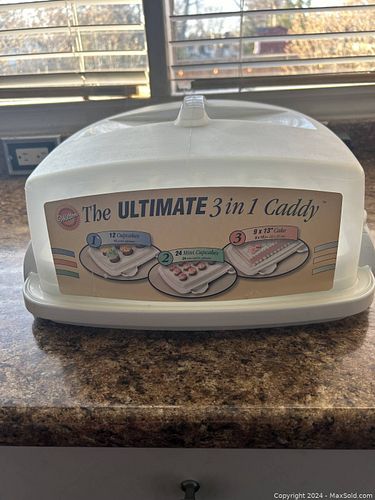 Wilton
The ULTIMATE 3 in 1 Caddy™
1
12 Cupcakes
2
24 Mini Cupcakes
3
9 x 13" Cake
Copyright 2024 - MaxSold.com